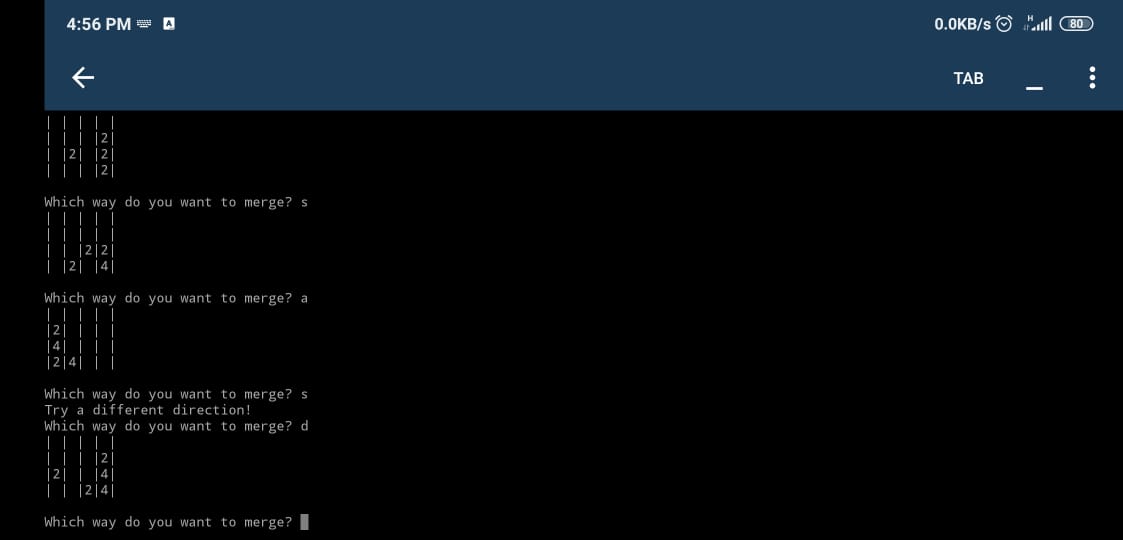 4:56 PM A 0.0KB/s H 80
TAB
| | | | |
| | | |2|
| |2| |2|
| | | |2|
Which way do you want to merge? s
| | | | |
| | | | |
| | |2|2|
| |2| |4|
Which way do you want to merge? a
| | | | |
|2| | | |
|4| | | |
|2|4| | |
Which way do you want to merge? s
Try a different direction!
Which way do you want to merge? d
| | | | |
| | | |2|
|2| | |4|
| | |2|4|
Which way do you want to merge?